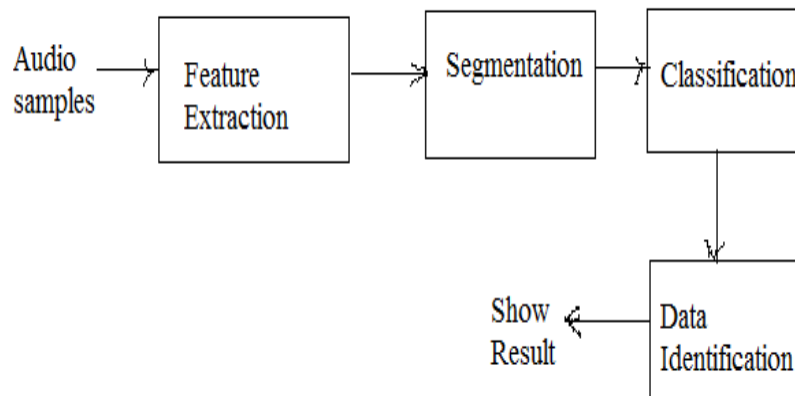 Audio
samples
Feature
Extraction
Segmentation
Classification
Data
Identification
Show
Result